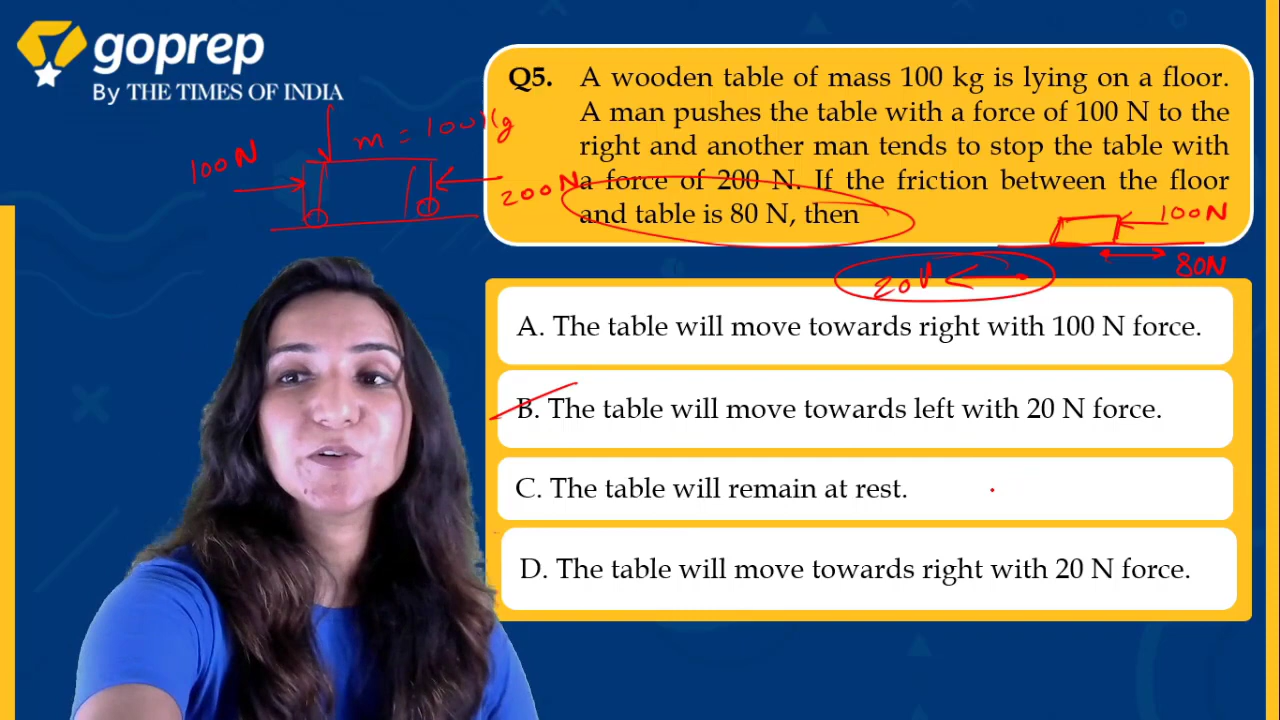 goprep
By THE TIMES OF INDIA
Q5. A wooden table of mass 100 kg is lying on a floor.
A man pushes the table with a force of 100 N to the
right and another man tends to stop the table with
a force of 200 N. If the friction between the floor
and table is 80 N, then
m = 100 Kg
100 N
200 N
100 N
80 N
20 N
A. The table will move towards right with 100 N force.
B. The table will move towards left with 20 N force.
C. The table will remain at rest.
D. The table will move towards right with 20 N force.